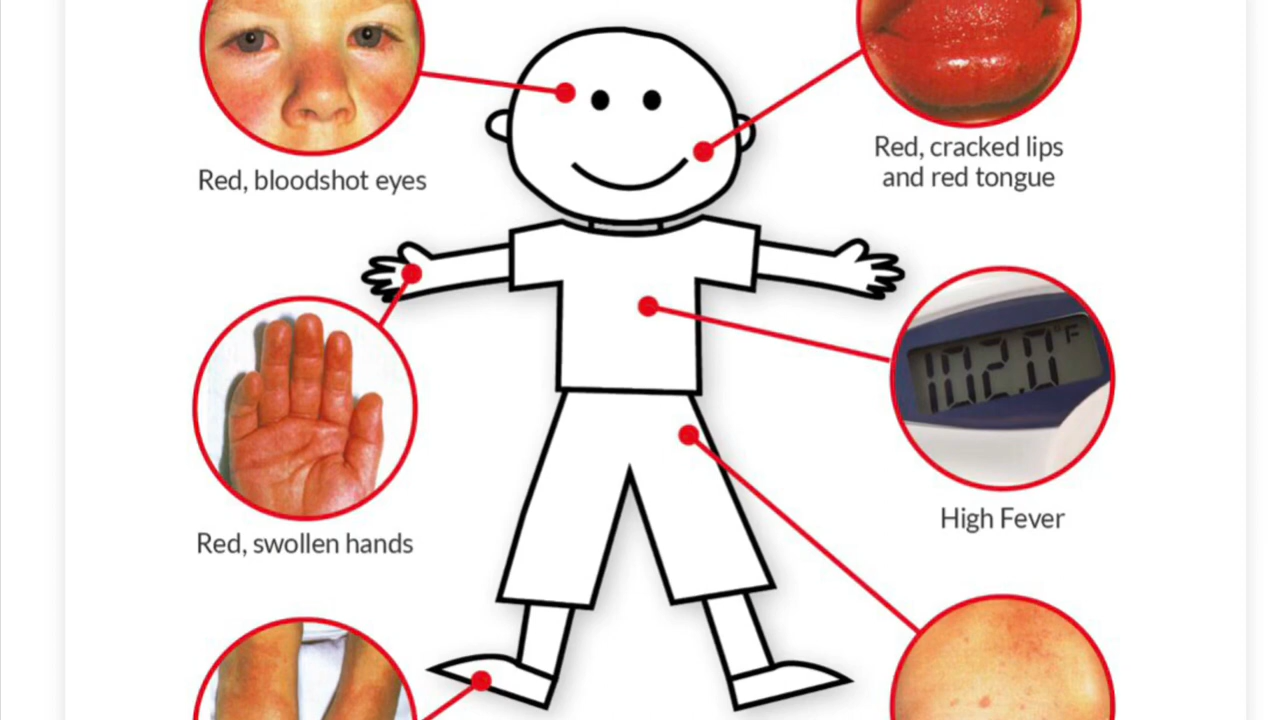 Red, bloodshot eyes
Red, cracked lips
and red tongue
102.0°F
High Fever
Red, swollen hands